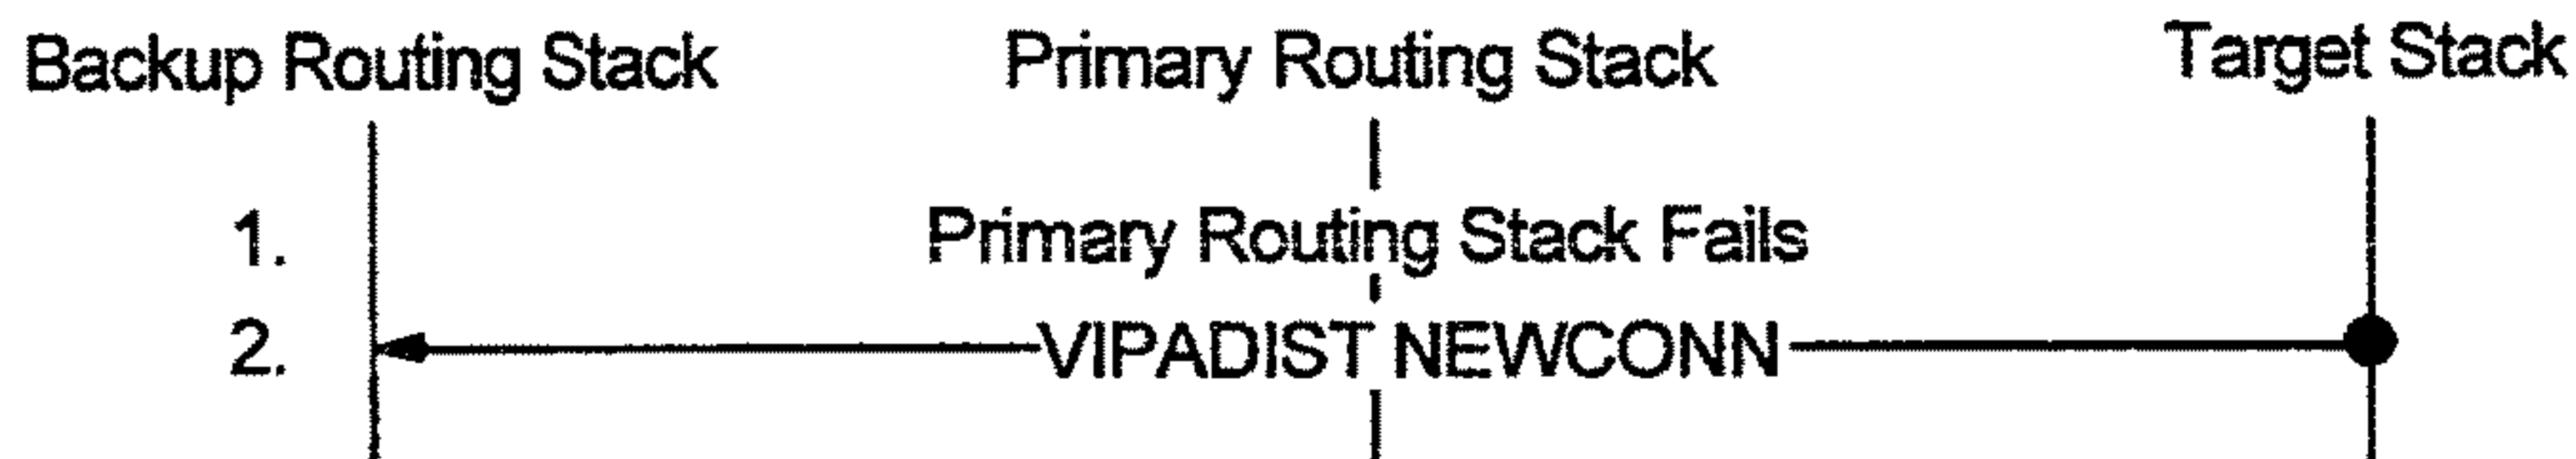 Backup Routing Stack Primary Routing Stack Target Stack
1. Primary Routing Stack Fails
2. VIPADIST NEWCONN